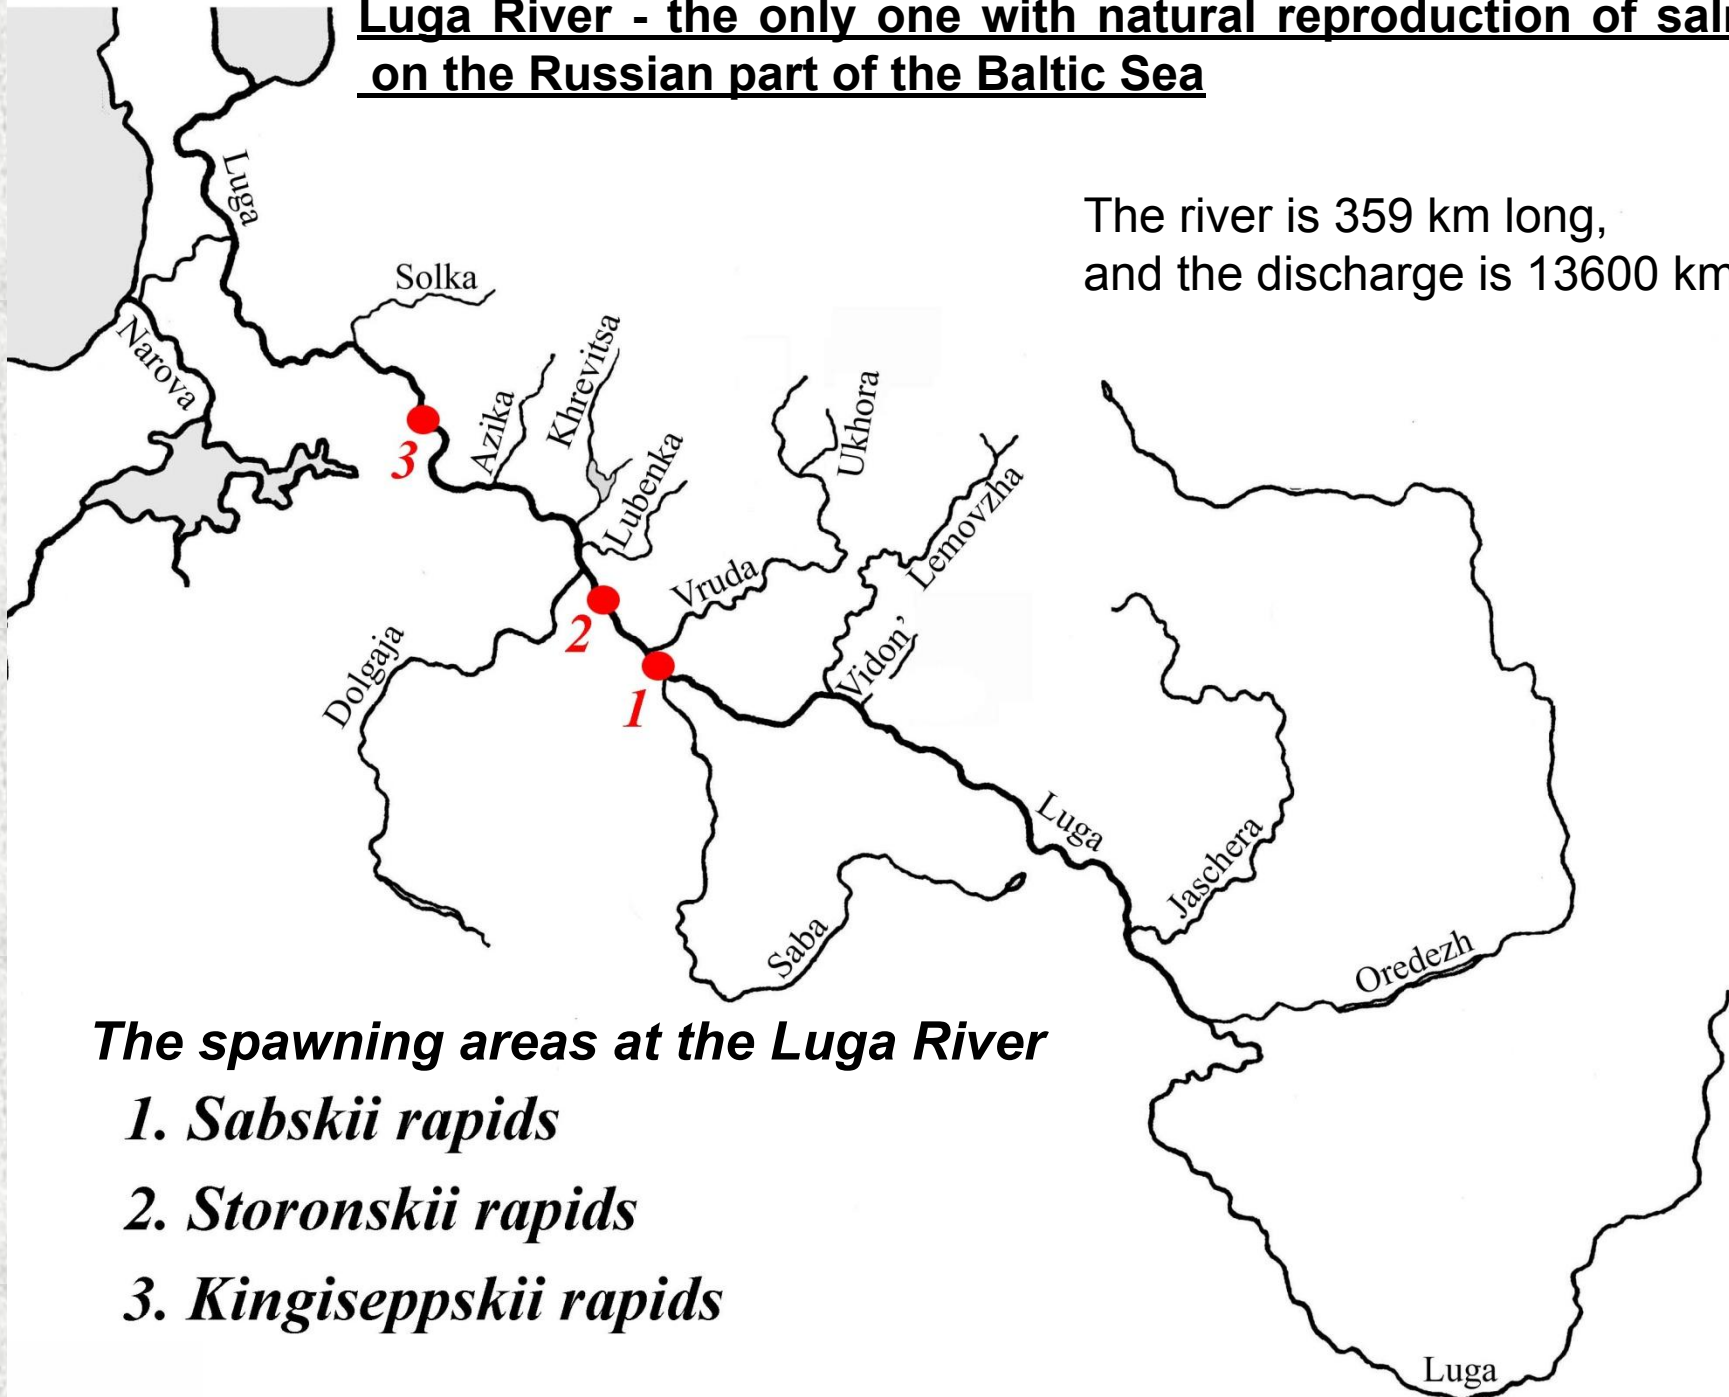 Luga River - the only one with natural reproduction of
on the Russian part of the Baltic Sea
The river is 359 km long,
and the discharge is 13600
Luga
Solka
Narova
Azika
Khrevitsa
Lubenka
Ukhora
Lemovzha
Vruda
Vidon’
Dolgaja
3
2
1
Luga
Jaschera
Saba
Oredezh
The spawning areas at the Luga River
1. Sabskii rapids
2. Storonskii rapids
3. Kingiseppskii rapids
Luga